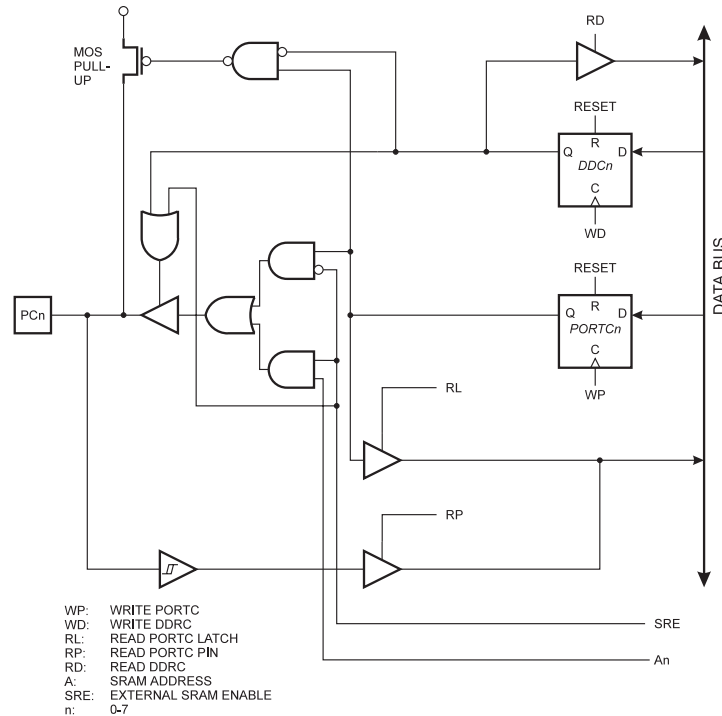 RD
MOS
PULL-
UP
RESET
R
Q
D
DDCn
C
WD
RESET
R
PCn
Q
D
PORTCn
C
WP
DATA BUS
RL
RP
WP: WRITE PORTC
WD: WRITE DDRC
RL: READ PORTC LATCH
RP: READ PORTC PIN
RD: READ DDRC
A: SRAM ADDRESS
SRE: EXTERNAL SRAM ENABLE
n: 0-7
SRE
An